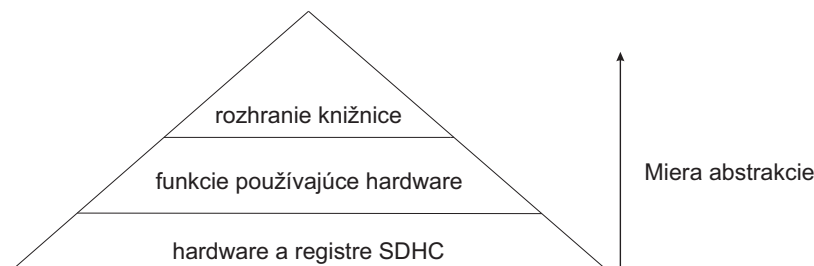 rozhranie knižnice
funkcie používajúce hardware
Miera abstrakcie
hardware a registre SDHC